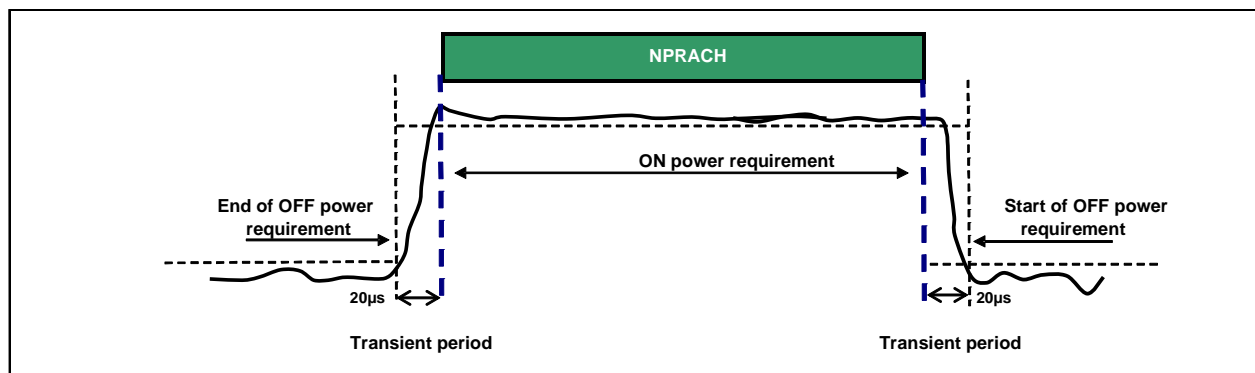 NPRACH
ON power requirement
End of OFF power
requirement
Start of OFF power
requirement
20µs
20µs
Transient period
Transient period